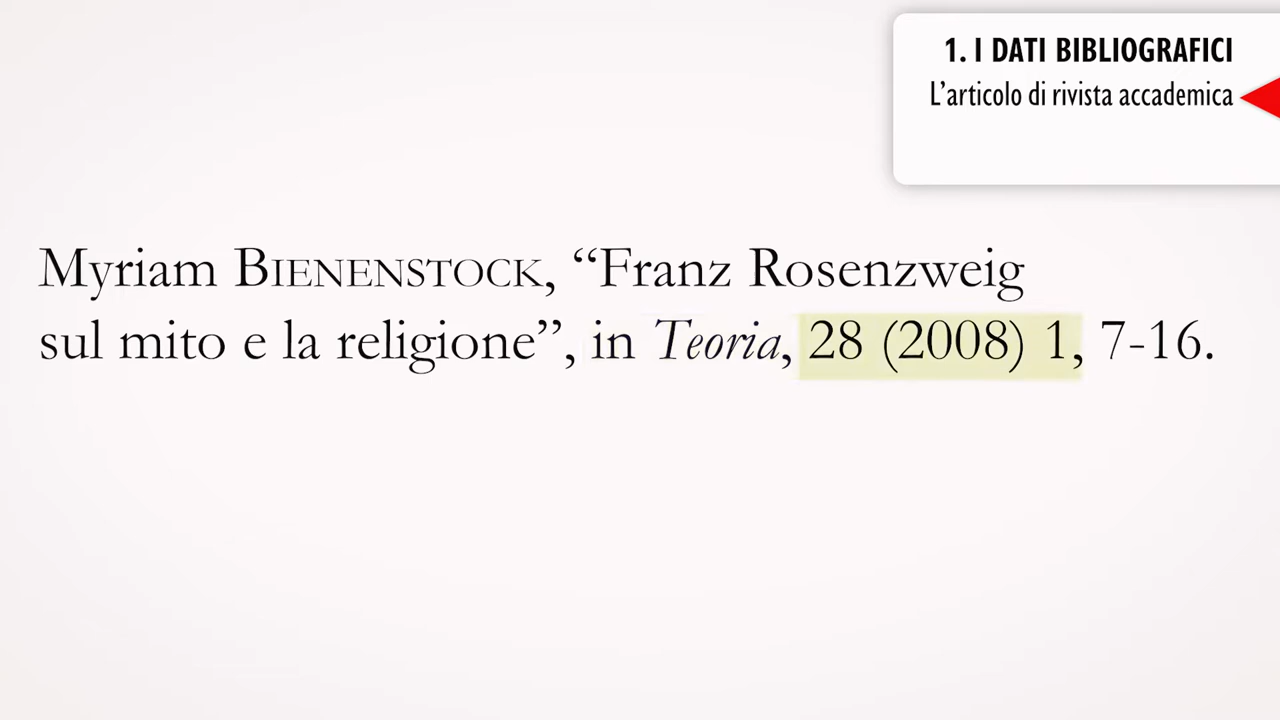 1. I DATI BIBLIOGRAFICI
L’articolo di rivista accademica
Myriam BIENENSTOCK, “Franz Rosenzweig
sul mito e la religione”, in Teoria, 28 (2008) 1, 7-16.